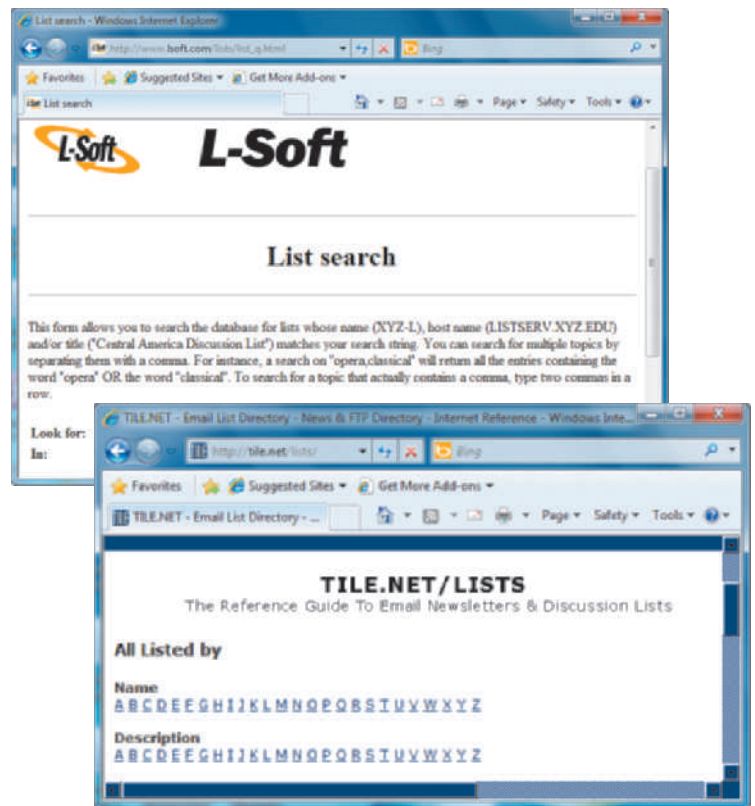 List search - Windows Internet Explorer
http://www.lsoft.com/lists/list_q.html
Bing
Favorites Suggested Sites Get More Add-ons
List search Page Safety Tools
L-Soft L-Soft
List search
This form allows you to search the database for lists whose name (XYZ-L), host name (LISTSERV.XYZ.EDU)
and/or title ("Central America Discussion List") matches your search string. You can search for multiple topics by
separating them with a comma. For instance, a search on "opera,classical" will return all the entries containing the
word "opera" OR the word "classical". To search for a topic that actually contains a comma, type two commas in a
row.
Look for:
In:
TILE.NET - Email List Directory - News & FTP Directory - Internet Reference - Windows Inte...
http://tile.net/lists/
Bing
Favorites Suggested Sites Get More Add-ons
TILE.NET - Email List Directory - ... Page Safety Tools
TILE.NET/LISTS
The Reference Guide To Email Newsletters & Discussion Lists
All Listed by
Name
A B C D E F G H I J K L M N O P Q R S T U V W X Y Z
Description
A B C D E F G H I J K L M N O P Q R S T U V W X Y Z